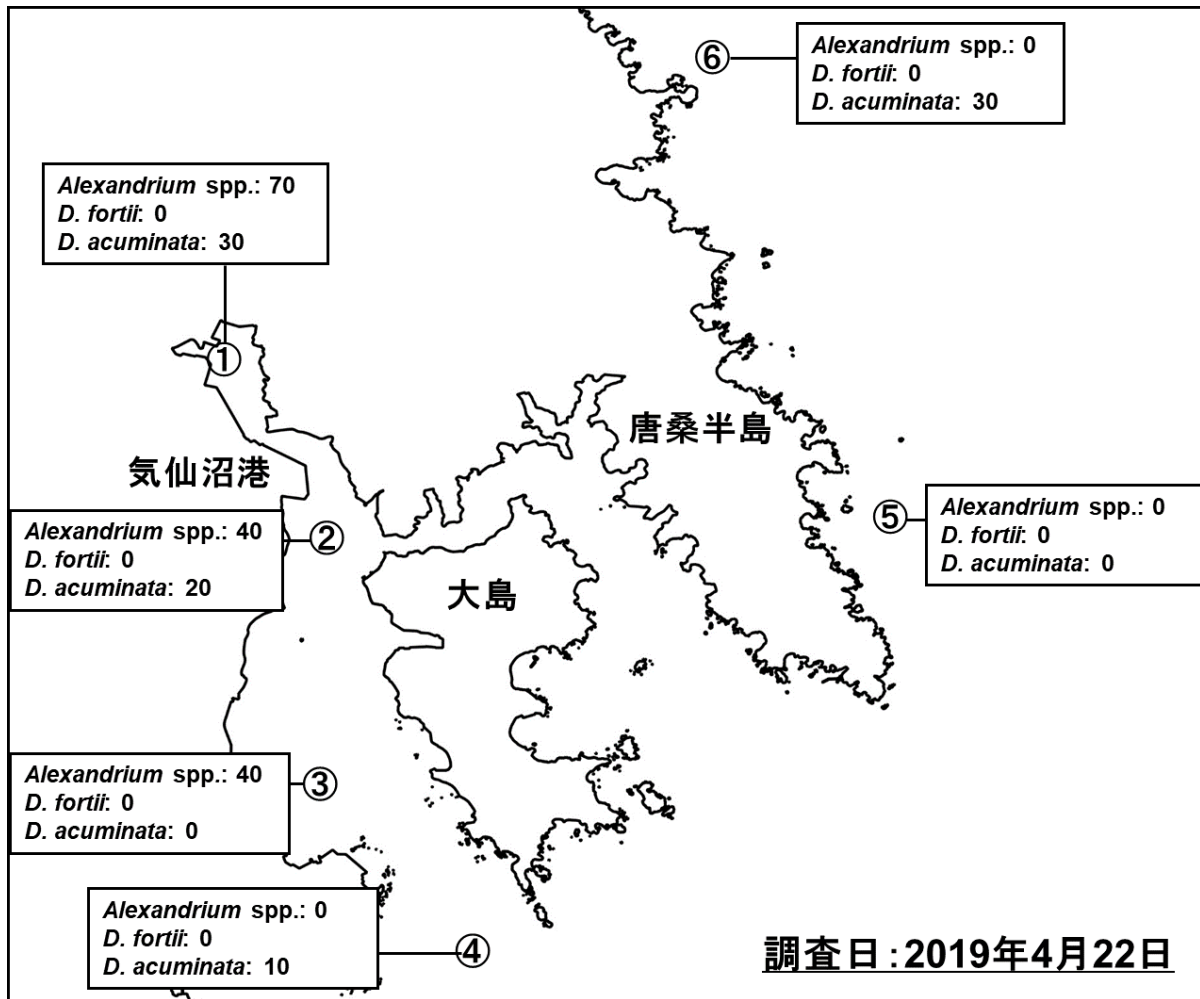 ⑥
Alexandrium spp.: 0
D. fortii: 0
D. acuminata: 30
Alexandrium spp.: 70
D. fortii: 0
D. acuminata: 30
①
唐桑半島
気仙沼港
Alexandrium spp.: 40
D. fortii: 0
D. acuminata: 20
②
大島
⑤
Alexandrium spp.: 0
D. fortii: 0
D. acuminata: 0
Alexandrium spp.: 40
D. fortii: 0
D. acuminata: 0
③
Alexandrium spp.: 0
D. fortii: 0
D. acuminata: 10
④
調査日:2019年4月22日